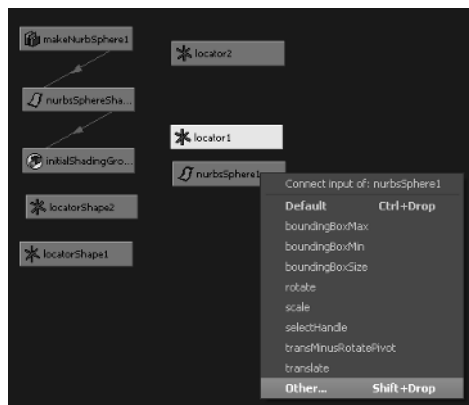 makeNurbSphere1
locator2
nurbsSphereSha...
locator1
initialShadingGro...
nurbsSphere1
locatorShape2
locatorShape1
Connect input of: nurbsSphere1
Default Ctrl+Drop
boundingBoxMax
boundingBoxMin
boundingBoxSize
rotate
scale
selectHandle
transMinusRotatePivot
translate
Other... Shift+Drop